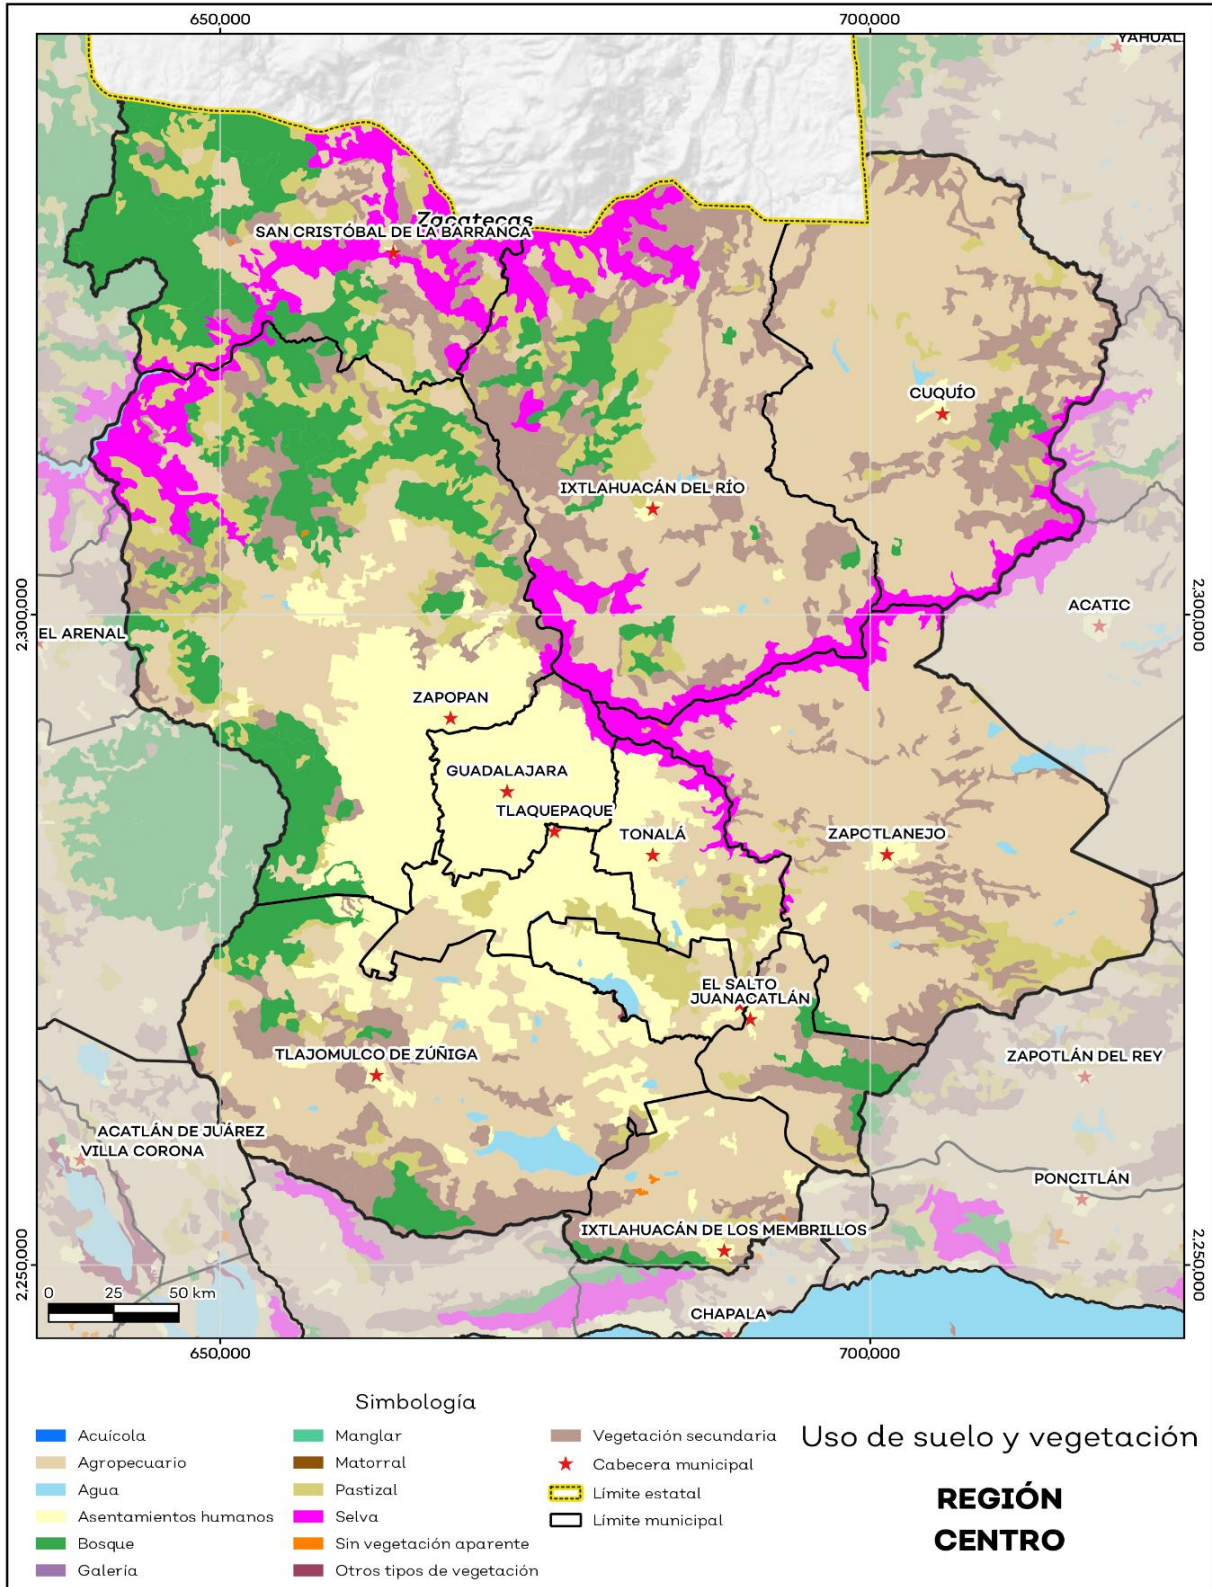 650,000
700,000
YAHUAL
Zacatecas
SAN CRISTÓBAL DE LA BARRANCA
CUQUÍO
IXTLAHUACÁN DEL RÍO
2,300,000
2,300,000
ACATIC
EL ARENAL
ZAPOPAN
GUADALAJARA
TLAQUEPAQUE
TONALÁ
ZAPOTLANEJO
EL SALTO
JUANACATLÁN
TLAJOMULCO DE ZÚÑIGA
ZAPOTLÁN DEL REY
ACATLÁN DE JUÁREZ
VILLA CORONA
PONCITLÁN
IXTLAHUACÁN DE LOS MEMBRILLOS
2,250,000
2,250,000
0 25 50 km
CHAPALA
650,000
700,000
Simbología
Acuícola
Agropecuario
Agua
Asentamientos humanos
Bosque
Galería
Manglar
Matorral
Pastizal
Selva
Sin vegetación aparente
Otros tipos de vegetación
Vegetación secundaria
Cabecera municipal
Límite estatal
Límite municipal
Uso de suelo y vegetación
REGIÓN
CENTRO